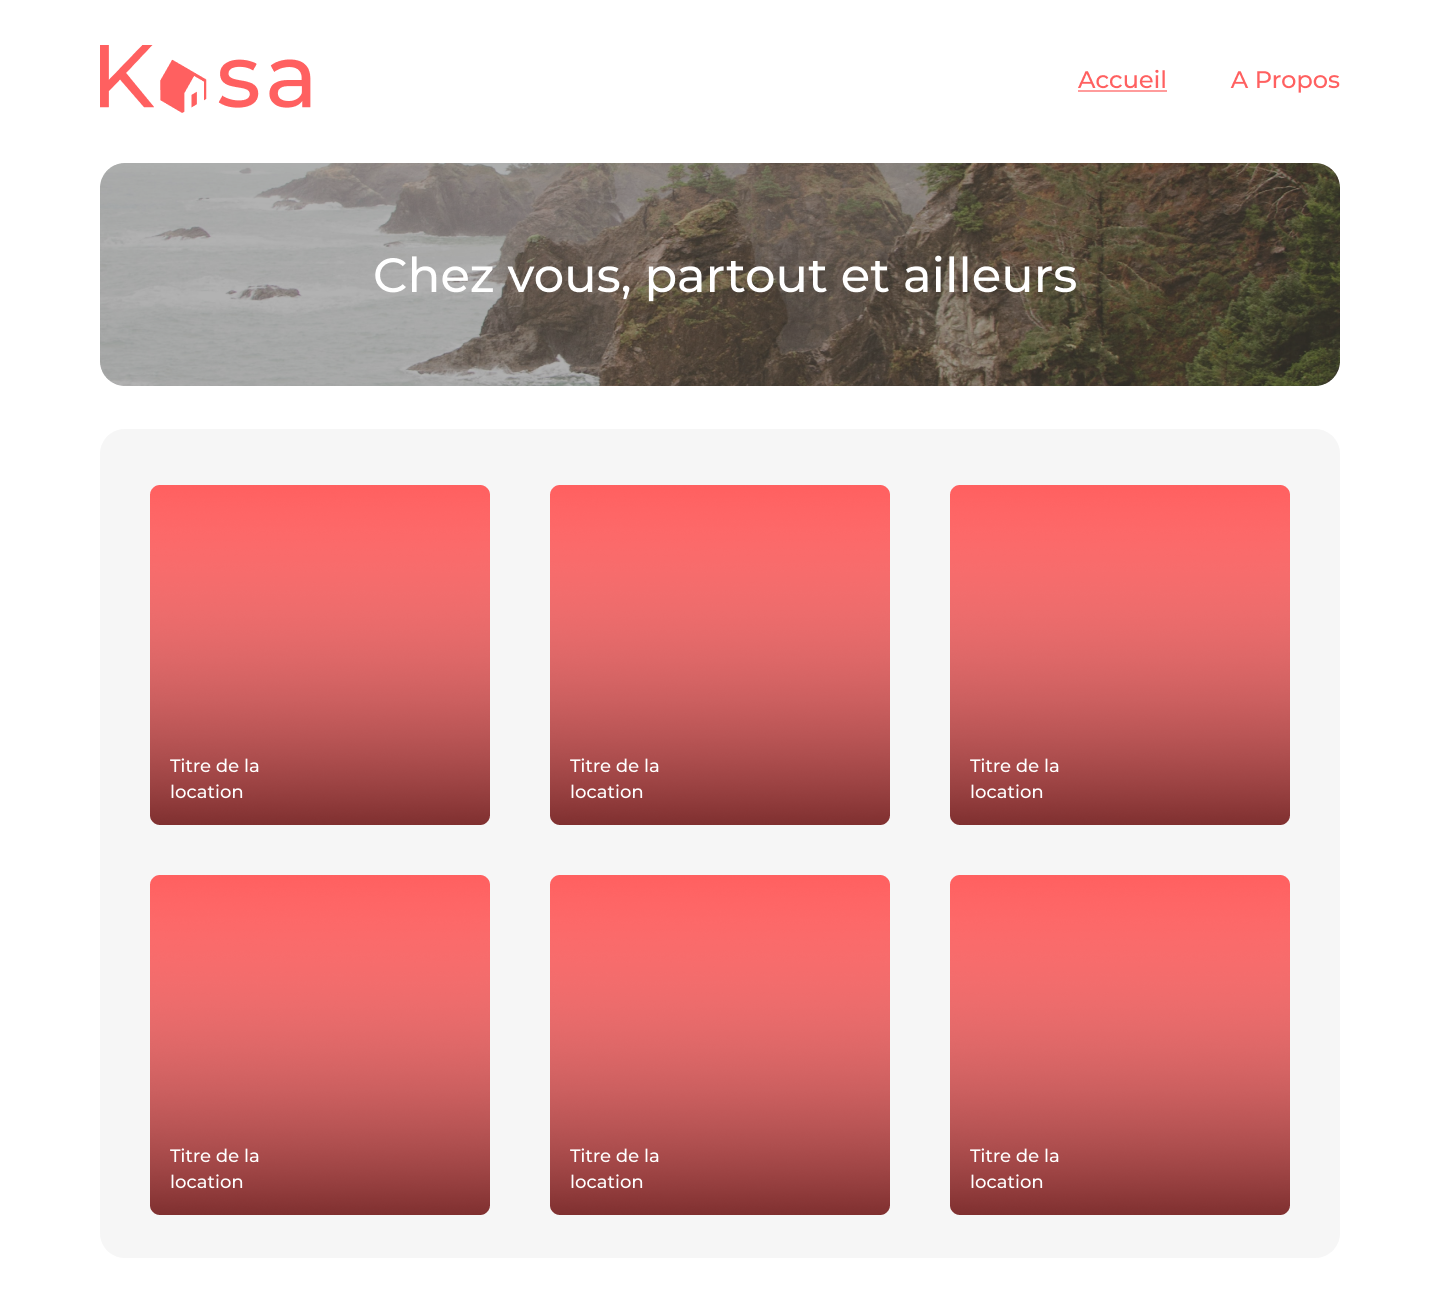 Kasa
Accueil
A Propos
Chez vous, partout et ailleurs
Titre de la
location
Titre de la
location
Titre de la
location
Titre de la
location
Titre de la
location
Titre de la
location